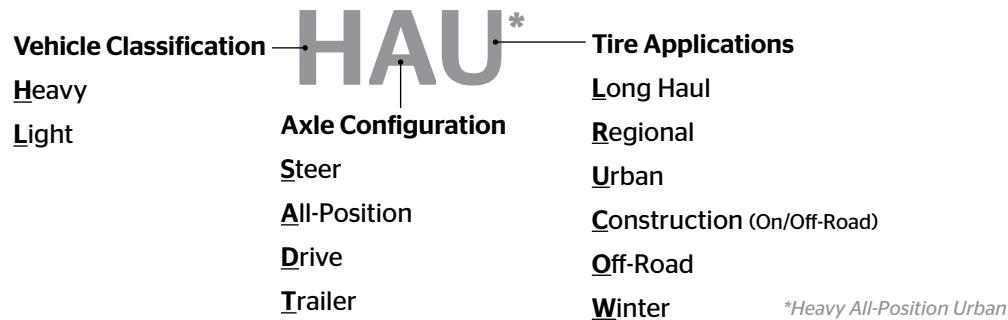 HAU*
Vehicle Classification
Heavy
Light
Axle Configuration
Steer
All-Position
Drive
Trailer
Tire Applications
Long Haul
Regional
Urban
Construction (On/Off-Road)
Off-Road
Winter
*Heavy All-Position Urban